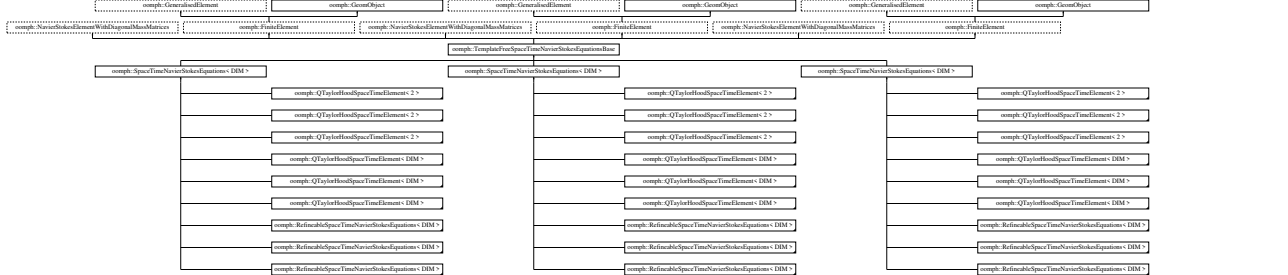 oomph::GeneralisedElement oomph::GeomObject oomph::GeneralisedElement oomph::GeomObject oomph::GeneralisedElement oomph::GeomObject
oomph::NavierStokesElementWithDiagonalMassMatrices oomph::FiniteElement oomph::NavierStokesElementWithDiagonalMassMatrices oomph::FiniteElement oomph::NavierStokesElementWithDiagonalMassMatrices oomph::FiniteElement
oomph::TemplateFreeSpaceTimeNavierStokesEquationsBase
oomph::SpaceTimeNavierStokesEquations< DIM > oomph::SpaceTimeNavierStokesEquations< DIM > oomph::SpaceTimeNavierStokesEquations< DIM >
oomph::QTaylorHoodSpaceTimeElement< 2 > oomph::QTaylorHoodSpaceTimeElement< 2 > oomph::QTaylorHoodSpaceTimeElement< 2 >
oomph::QTaylorHoodSpaceTimeElement< 2 > oomph::QTaylorHoodSpaceTimeElement< 2 > oomph::QTaylorHoodSpaceTimeElement< 2 >
oomph::QTaylorHoodSpaceTimeElement< 2 > oomph::QTaylorHoodSpaceTimeElement< 2 > oomph::QTaylorHoodSpaceTimeElement< 2 >
oomph::QTaylorHoodSpaceTimeElement< DIM > oomph::QTaylorHoodSpaceTimeElement< DIM > oomph::QTaylorHoodSpaceTimeElement< DIM >
oomph::QTaylorHoodSpaceTimeElement< DIM > oomph::QTaylorHoodSpaceTimeElement< DIM > oomph::QTaylorHoodSpaceTimeElement< DIM >
oomph::QTaylorHoodSpaceTimeElement< DIM > oomph::QTaylorHoodSpaceTimeElement< DIM > oomph::QTaylorHoodSpaceTimeElement< DIM >
oomph::RefineableSpaceTimeNavierStokesEquations< DIM > oomph::RefineableSpaceTimeNavierStokesEquations< DIM > oomph::RefineableSpaceTimeNavierStokesEquations< DIM >
oomph::RefineableSpaceTimeNavierStokesEquations< DIM > oomph::RefineableSpaceTimeNavierStokesEquations< DIM > oomph::RefineableSpaceTimeNavierStokesEquations< DIM >
oomph::RefineableSpaceTimeNavierStokesEquations< DIM > oomph::RefineableSpaceTimeNavierStokesEquations< DIM > oomph::RefineableSpaceTimeNavierStokesEquations< DIM >